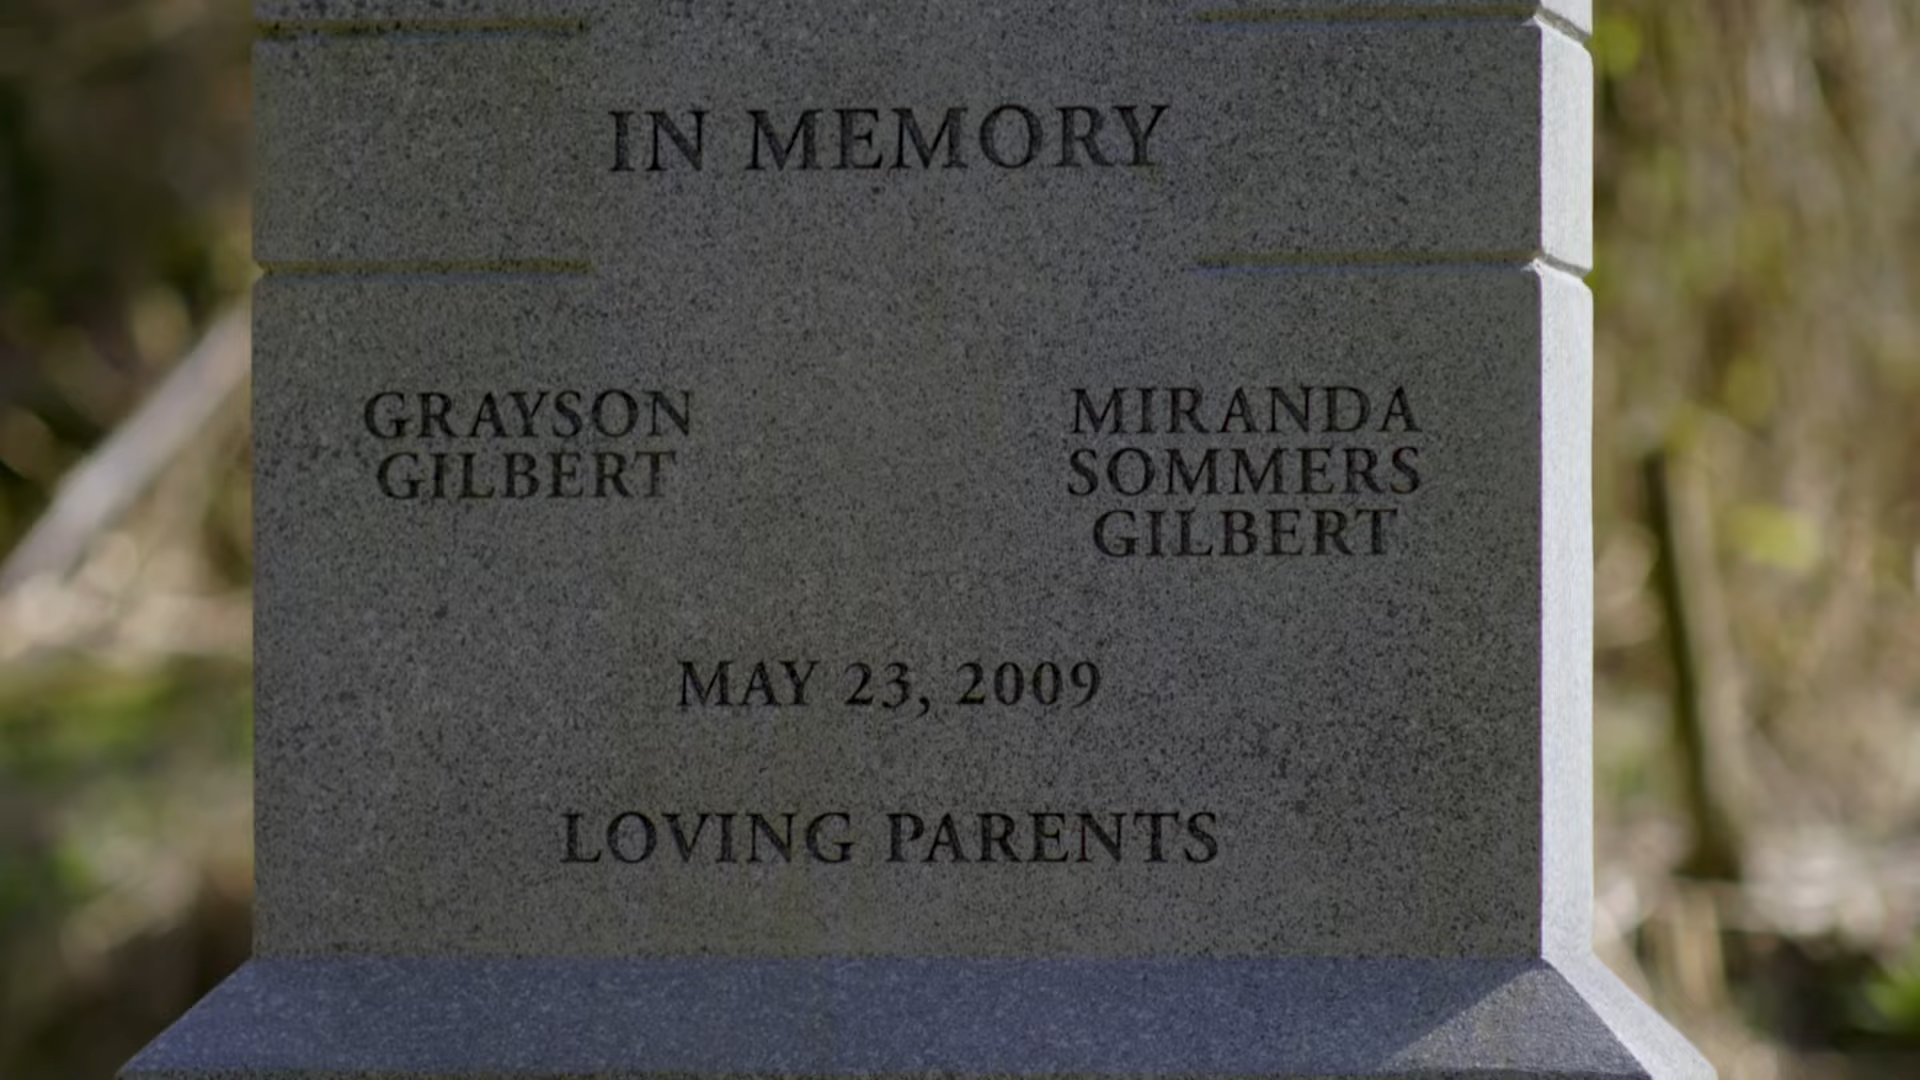 IN MEMORY
GRAYSON
GILBERT
MIRANDA
SOMMERS
GILBERT
MAY 23, 2009
LOVING PARENTS